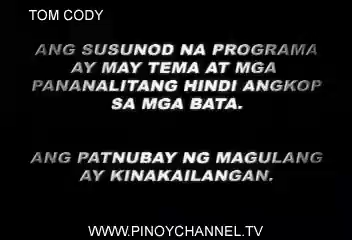 TOM CODY
ANG SUSUNOD NA PROGRAMA
AY MAY TEMA AT MGA
PANANALITANG HINDI ANGKOP
SA MGA BATA.
ANG PATNUBAY NG MAGULANG
AY KINAKAILANGAN.
WWW.PINOYCHANNEL.TV